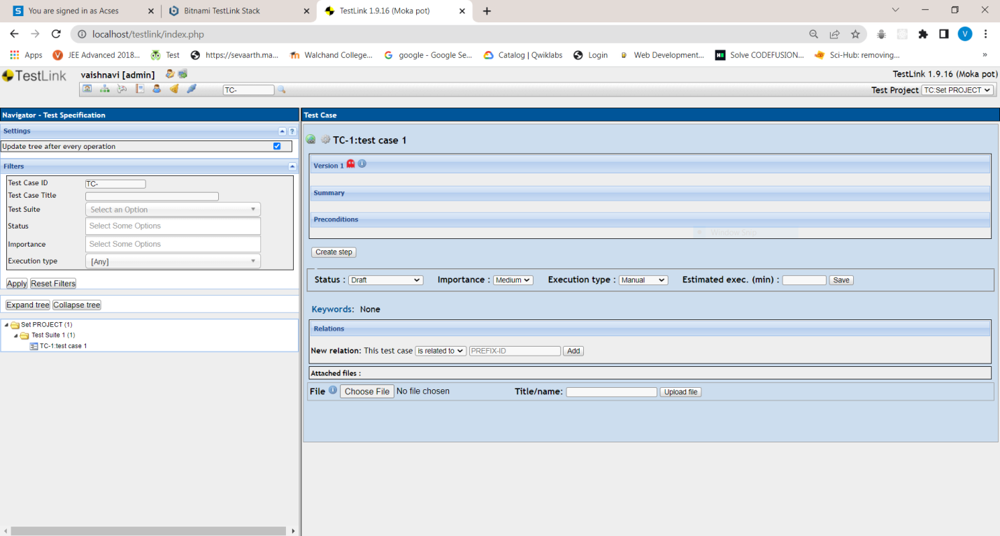 You are signed in as Acses
Bitnami TestLink Stack
TestLink 1.9.16 (Moka pot)
localhost/testlink/index.php
V
Apps
JEE Advanced 2018...
Test
https://sevaarth.ma...
Walchand College...
google - Google Se...
Catalog | Qwiklabs
Login
Web Development...
Solve CODEFUSION...
Sci-Hub: removing...
»
TestLink
vaishnavi [admin]
TestLink 1.9.16 (Moka pot)
TC-
Test Project TC:Set PROJECT
Navigator - Test Specification
Settings
?
Update tree after every operation
Filters
Test Case ID TC-
Test Case Title
Test Suite Select an Option
Status Select Some Options
Importance Select Some Options
Execution type [Any]
Apply Reset Filters
Expand tree Collapse tree
Set PROJECT (1)
Test Suite 1 (1)
TC-1:test case 1
Test Case
TC-1:test case 1
Version 1
Summary
Preconditions
Window Snip
Create step
Status : Draft Importance : Medium Execution type : Manual Estimated exec. (min) : Save
Keywords: None
Relations
New relation: This test case is related to PREFIX-ID Add
Attached files :
File Choose File No file chosen Title/name: Upload file